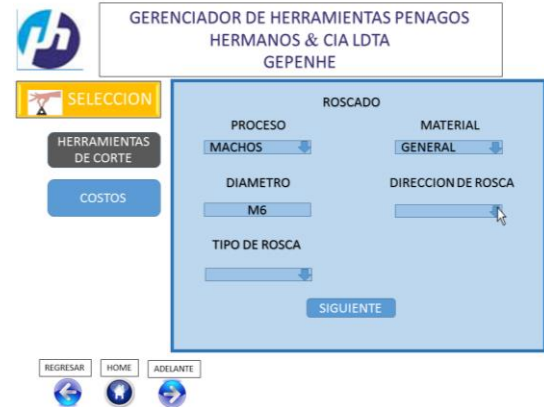 ph
GERENCIADOR DE HERRAMIENTAS PENAGOS
HERMANOS & CIA LDTA
GEPENHE
SELECCION
HERRAMIENTAS
DE CORTE
COSTOS
ROSCADO
PROCESO
MATERIAL
MACHOS
GENERAL
DIAMETRO
DIRECCION DE ROSCA
M6
TIPO DE ROSCA
SIGUIENTE
REGRESAR
HOME
ADELANTE